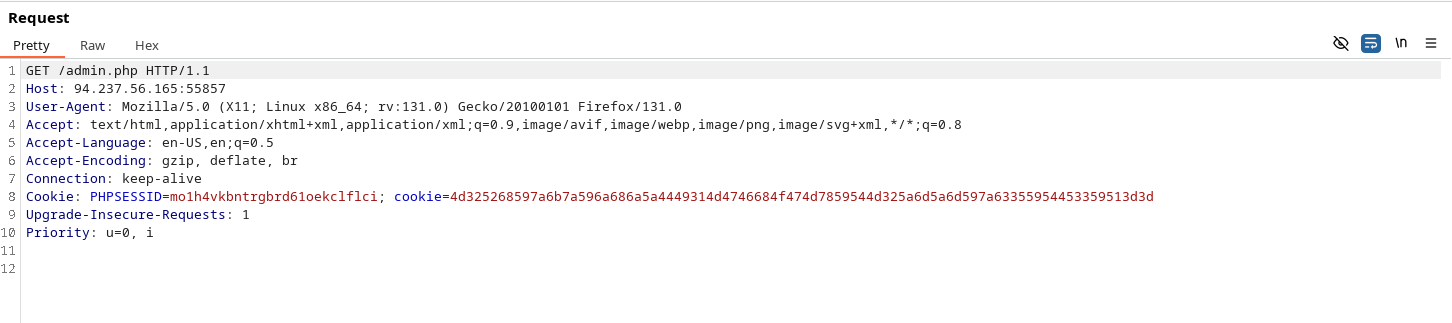 Request
Pretty Raw Hex
\n
1 GET /admin.php HTTP/1.1
2 Host: 94.237.56.165:55857
3 User-Agent: Mozilla/5.0 (X11; Linux x86_64; rv:131.0) Gecko/20100101 Firefox/131.0
4 Accept: text/html,application/xhtml+xml,application/xml;q=0.9,image/avif,image/webp,image/png,image/svg+xml,*/*;q=0.8
5 Accept-Language: en-US,en;q=0.5
6 Accept-Encoding: gzip, deflate, br
7 Connection: keep-alive
8 Cookie: PHPSESSID=mo1h4vkbntrgbrd61oekclflci; cookie=4d325268597a6b7a596a686a5a4449314d4746684f474d7859544d325a6d5a6d597a63355954453359513d3d
9 Upgrade-Insecure-Requests: 1
10 Priority: u=0, i
11
12